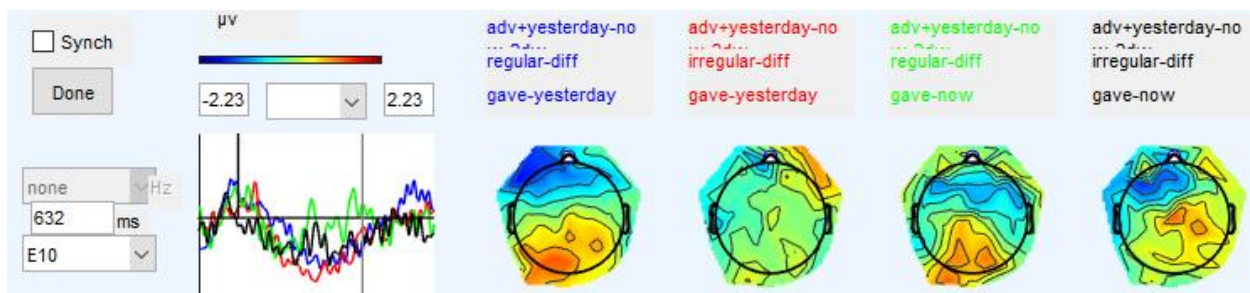 Synch
Done
none
Hz
632
ms
E10
µv
-2.23
2.23
adv+yesterday-no
regular-diff
gave-yesterday
adv+yesterday-no
irregular-diff
gave-yesterday
adv+yesterday-no
regular-diff
gave-now
adv+yesterday-no
irregular-diff
gave-now